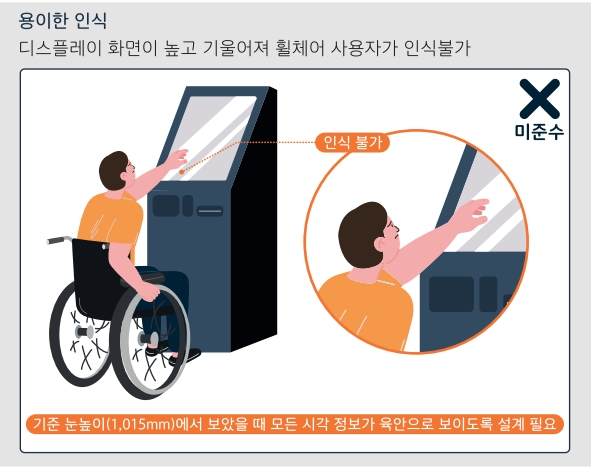 용이한 인식
디스플레이 화면이 높고 기울어져 휠체어 사용자가 인식불가
미준수
인식 불가
기준 눈높이(1,015mm)에서 보았을 때 모든 시각 정보가 육안으로 보이도록 설계 필요